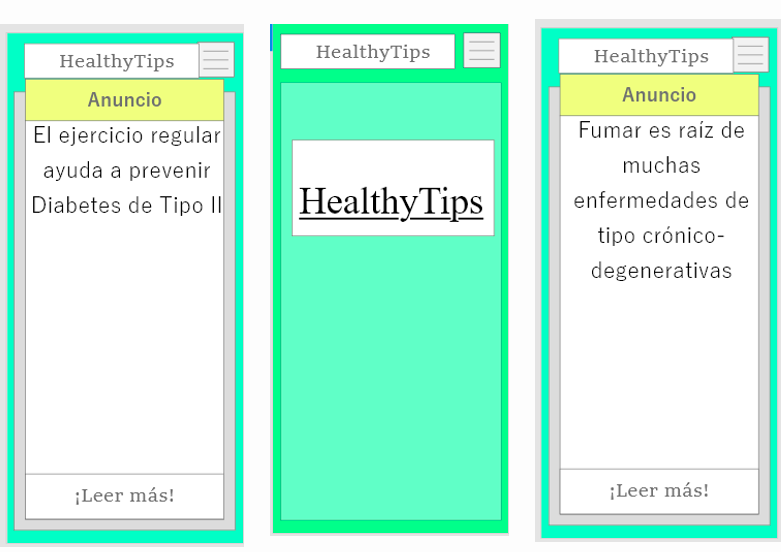 HealthyTips
Anuncio
El ejercicio regular
ayuda a prevenir
Diabetes de Tipo II
¡Leer más!
HealthyTips
HealthyTips
HealthyTips
Anuncio
Fumar es raíz de
muchas
enfermedades de
tipo crónico-
degenerativas
¡Leer más!